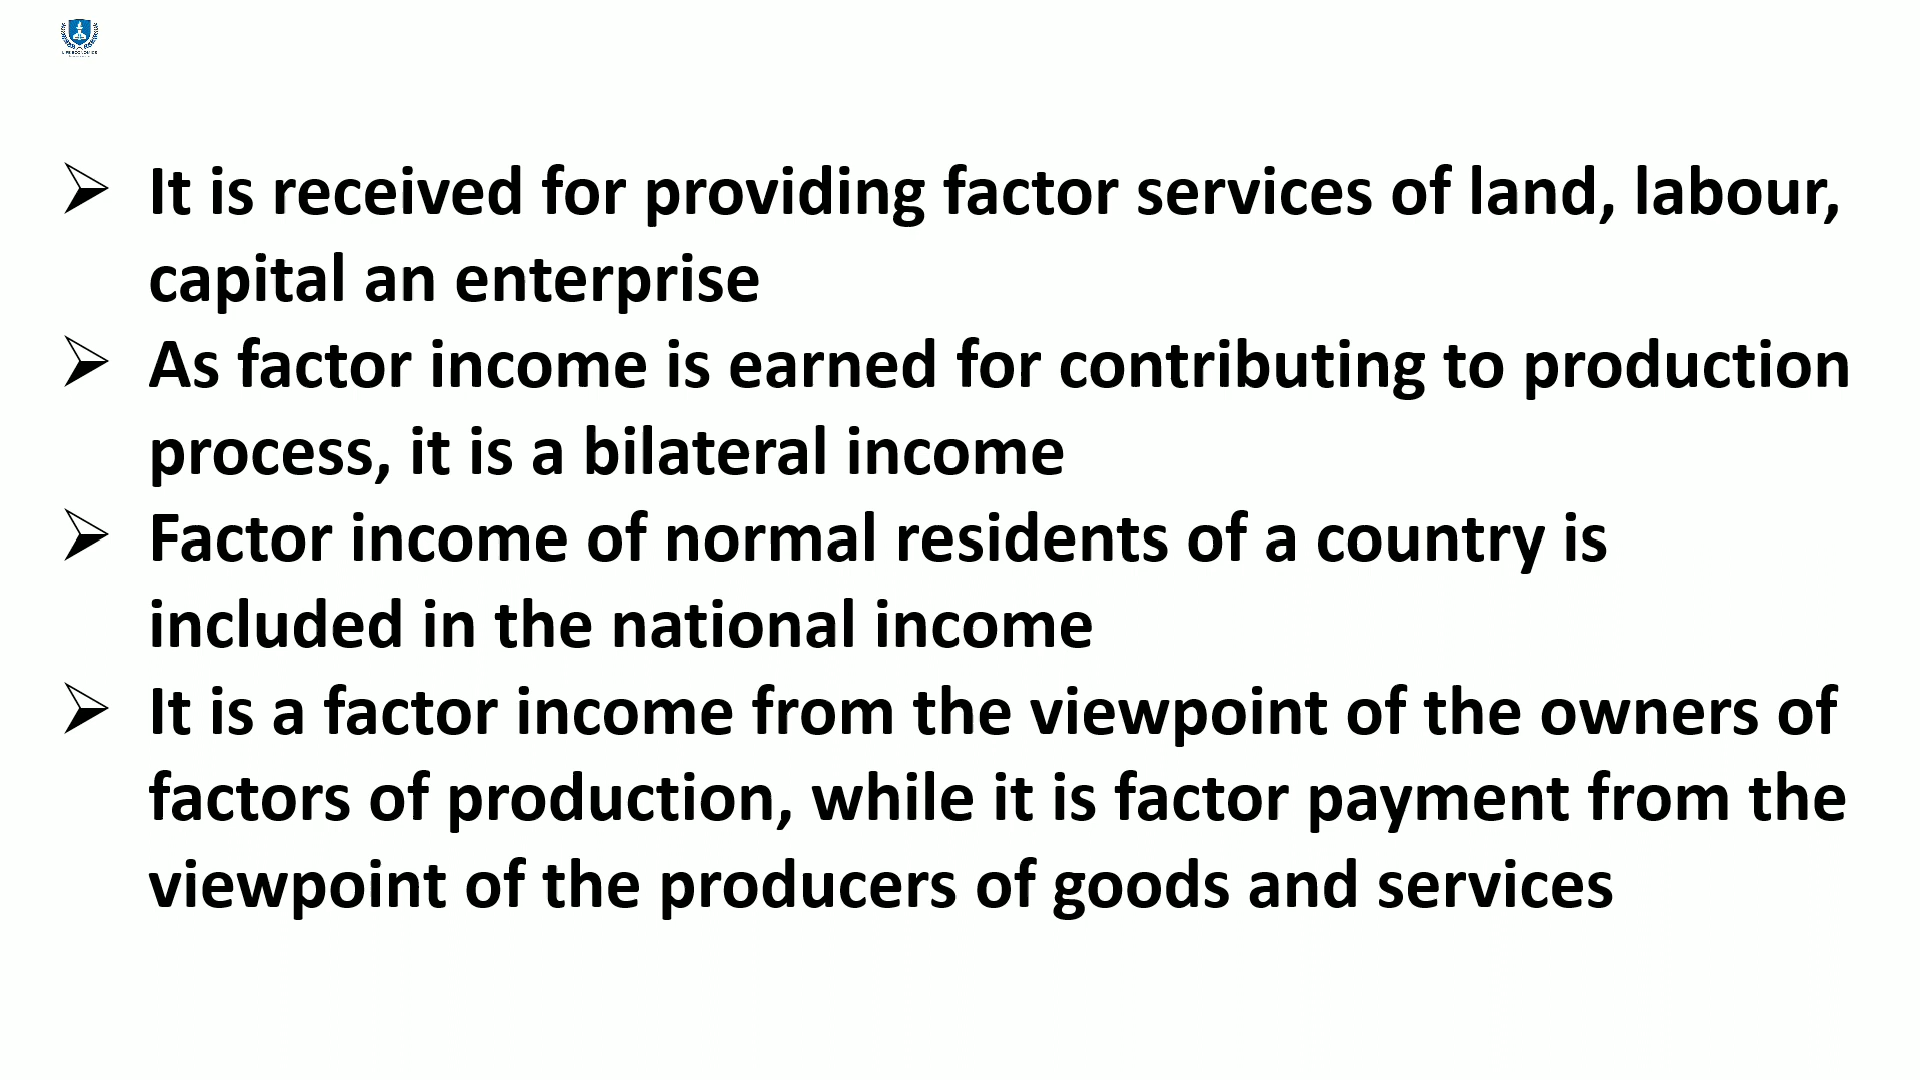 ➢ It is received for providing factor services of land, labour,
capital an enterprise
➢ As factor income is earned for contributing to production
process, it is a bilateral income
➢ Factor income of normal residents of a country is
included in the national income
➢ It is a factor income from the viewpoint of the owners of
factors of production, while it is factor payment from the
viewpoint of the producers of goods and services